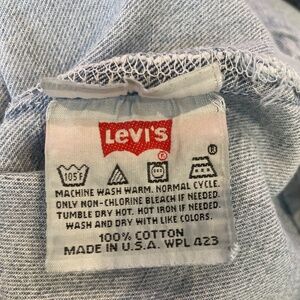 Levi's
®
105F
MACHINE WASH WARM. NORMAL CYCLE.
ONLY NON-CHLORINE BLEACH IF NEEDED.
TUMBLE DRY HOT. HOT IRON IF NEEDED.
WASH AND DRY WITH LIKE COLORS.
100% COTTON
MADE IN U.S.A. WPL 423